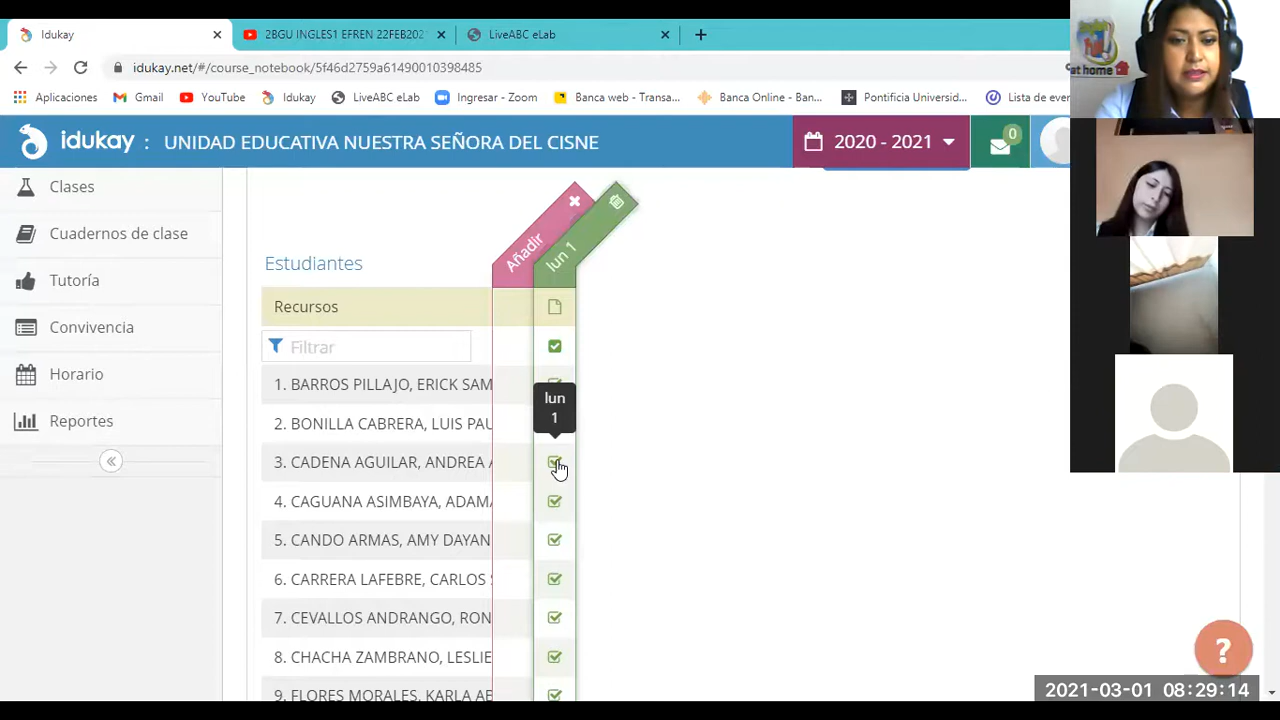 Idukay
2BGU INGLES1 EFREN 22FEB202
LiveABC eLab
idukay.net/#/course_notebook/5f46d2759a61490010398485
Aplicaciones
Gmail
YouTube
Idukay
LiveABC eLab
Ingresar - Zoom
Banca web - Transa...
Banca Online - Ban...
Pontificia Universid...
Lista de eve
at home
idukay : UNIDAD EDUCATIVA NUESTRA SEÑORA DEL CISNE
2020 - 2021
0
Clases
Cuadernos de clase
Tutoría
Convivencia
Horario
Reportes
Añadir
lun 1
Estudiantes
Recursos
Filtrar
lun
1
1. BARROS PILLAJO, ERICK SAM
2. BONILLA CABRERA, LUIS PAU
3. CADENA AGUILAR, ANDREA
4. CAGUANA ASIMBAYA, ADAMA
5. CANDO ARMAS, AMY DAYAN
6. CARRERA LAFEBRE, CARLOS
7. CEVALLOS ANDRANGO, RON
8. CHACHA ZAMBRANO, LESLIE
9. FLORES MORALES, KARLA AB
?
2021-03-01 08:29:14